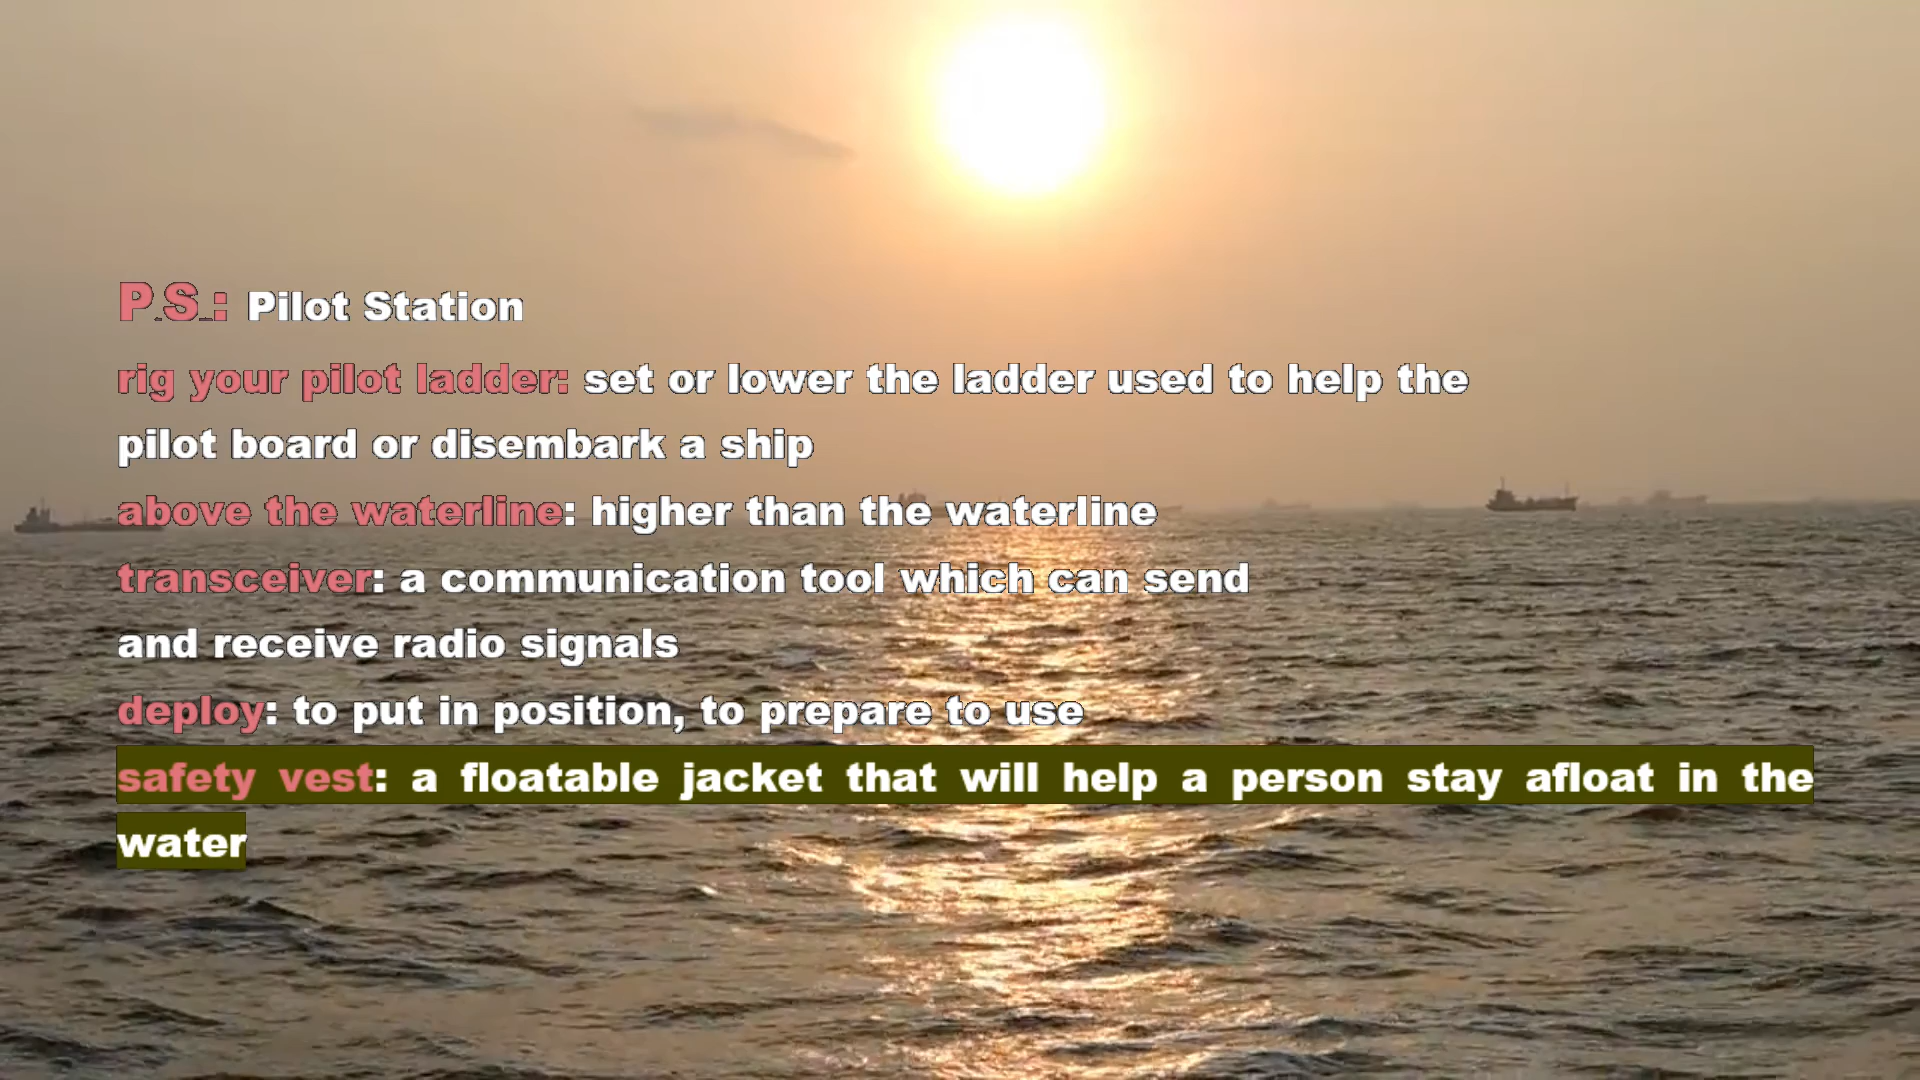 P.S.: Pilot Station
rig your pilot ladder: set or lower the ladder used to help the
pilot board or disembark a ship
above the waterline: higher than the waterline
transceiver: a communication tool which can send
and receive radio signals
deploy: to put in position, to prepare to use
safety vest: a floatable jacket that will help a person stay afloat in the
water